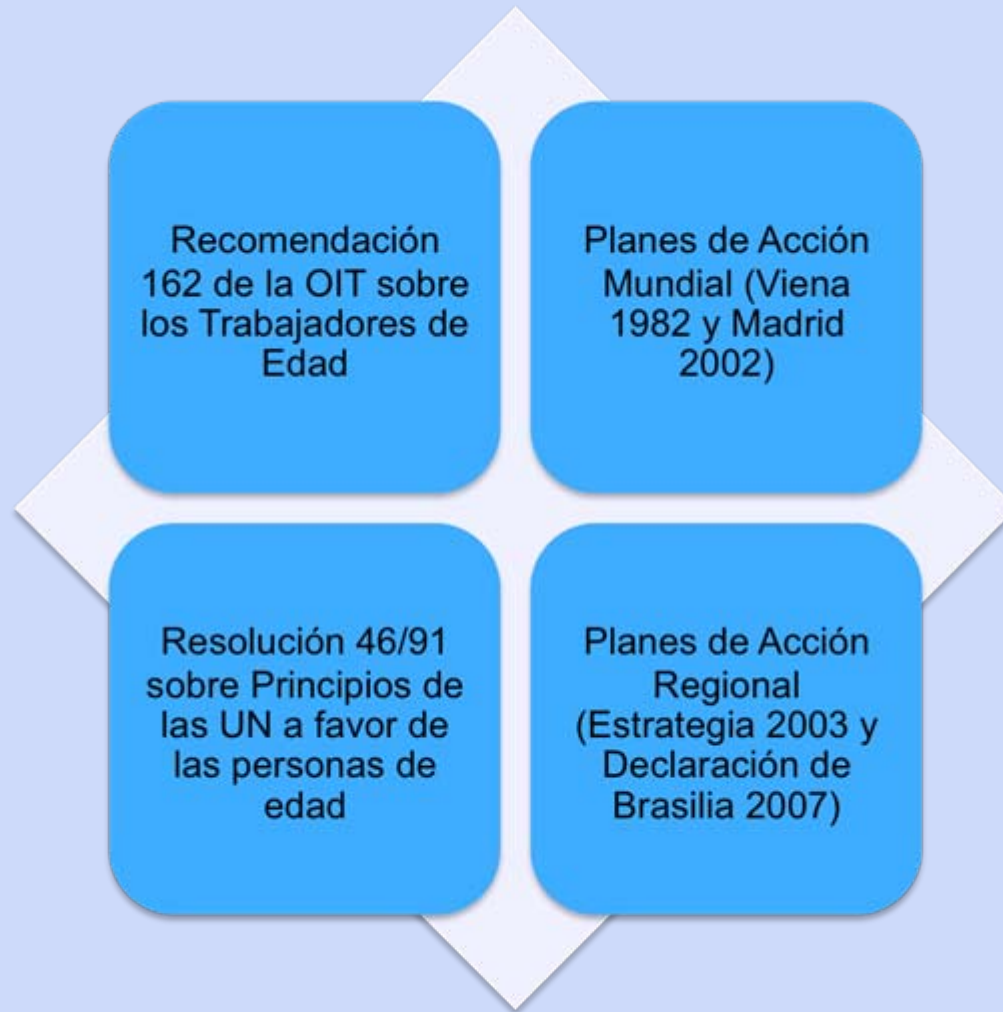 Recomendación
162 de la OIT sobre
los Trabajadores de
Edad
Planes de Acción
Mundial (Viena
1982 y Madrid
2002)
Resolución 46/91
sobre Principios de
las UN a favor de
las personas de
edad
Planes de Acción
Regional
(Estrategia 2003 y
Declaración de
Brasilia 2007)